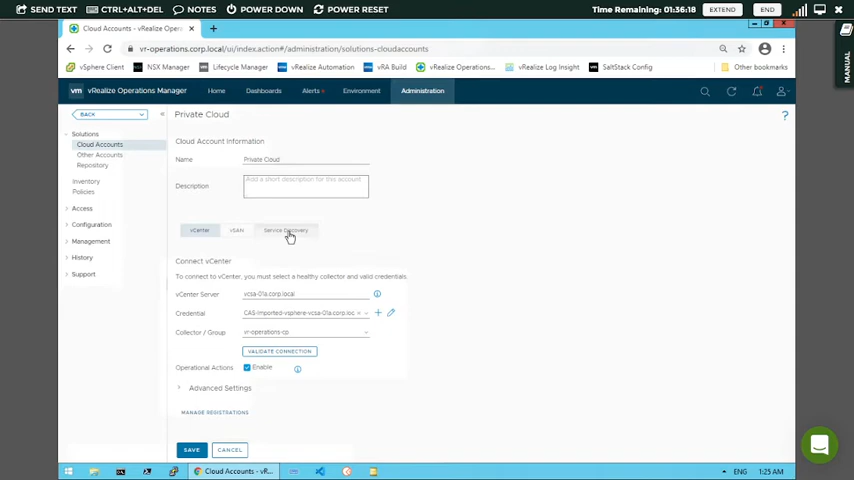 SEND TEXT CTRL+ALT+DELETE NOTES POWER DOWN POWER RESET Time Remaining: 01:36:18 EXTEND END
MANUAL
Cloud Accounts - vRealize Opera
vr-operations.corp.local/ui/index.action#/administration/solutions-cloudaccounts
vSphere Client NSX Manager Lifecycle Manager vRealize Automation vRA Build vRealize Operations... vRealize Log Insight SaltStack Config Other bookmarks
vm vRealize Operations Manager Home Dashboards Alerts Environment Administration
BACK
Private Cloud
Solutions
Cloud Accounts
Other Accounts
Repository
Inventory
Policies
Access
Configuration
Management
History
Support
Cloud Account Information
Name Private Cloud
Description Add a short description for this account
vCenter vSAN Service Discovery
Connect vCenter
To connect to vCenter, you must select a healthy collector and valid credentials.
vCenter Server vcsa-01a.corp.local
Credential CAS-Imported-vsphere-vcsa-01a.corp.loc
Collector / Group vr-operations-cp
VALIDATE CONNECTION
Operational Actions Enable
Advanced Settings
MANAGE REGISTRATIONS
SAVE CANCEL
Cloud Accounts - vR... ENG 1:25 AM